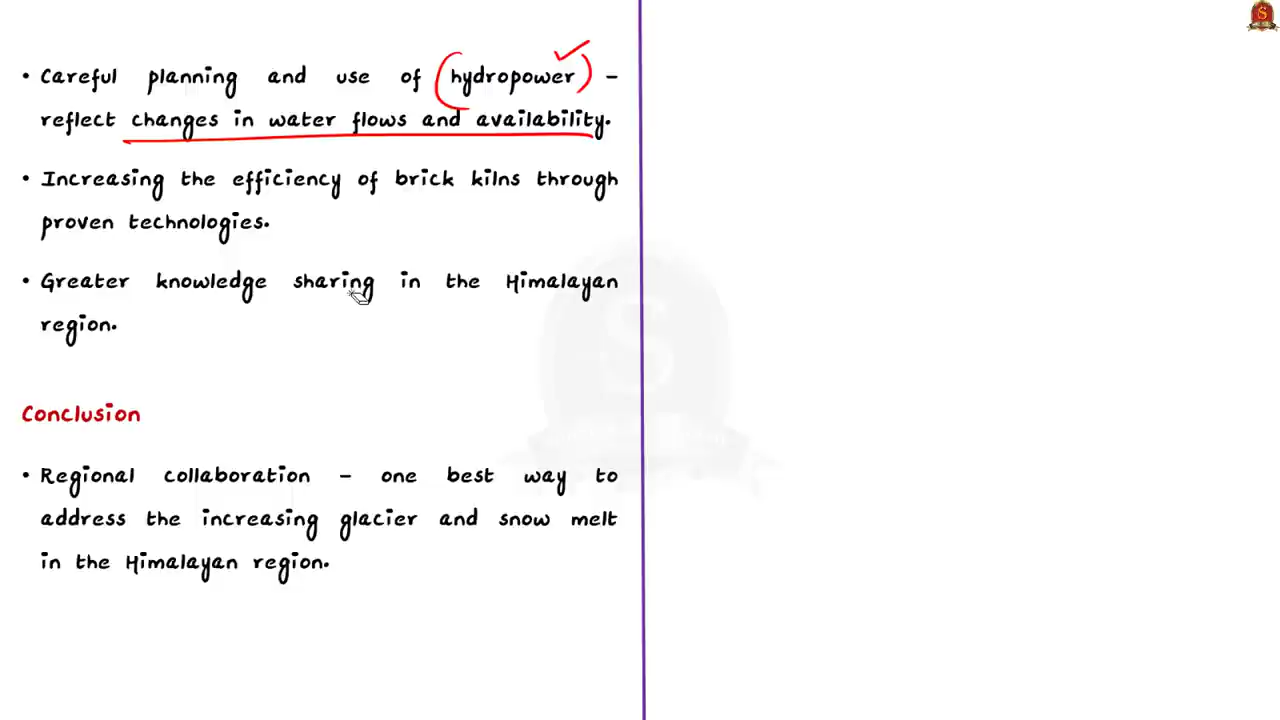 • Careful planning and use of (hydropower) –
reflect changes in water flows and availability.
• Increasing the efficiency of brick kilns through
proven technologies.
• Greater knowledge sharing in the Himalayan
region.
Conclusion
• Regional collaboration – one best way to
address the increasing glacier and snow melt
in the Himalayan region.
S
S